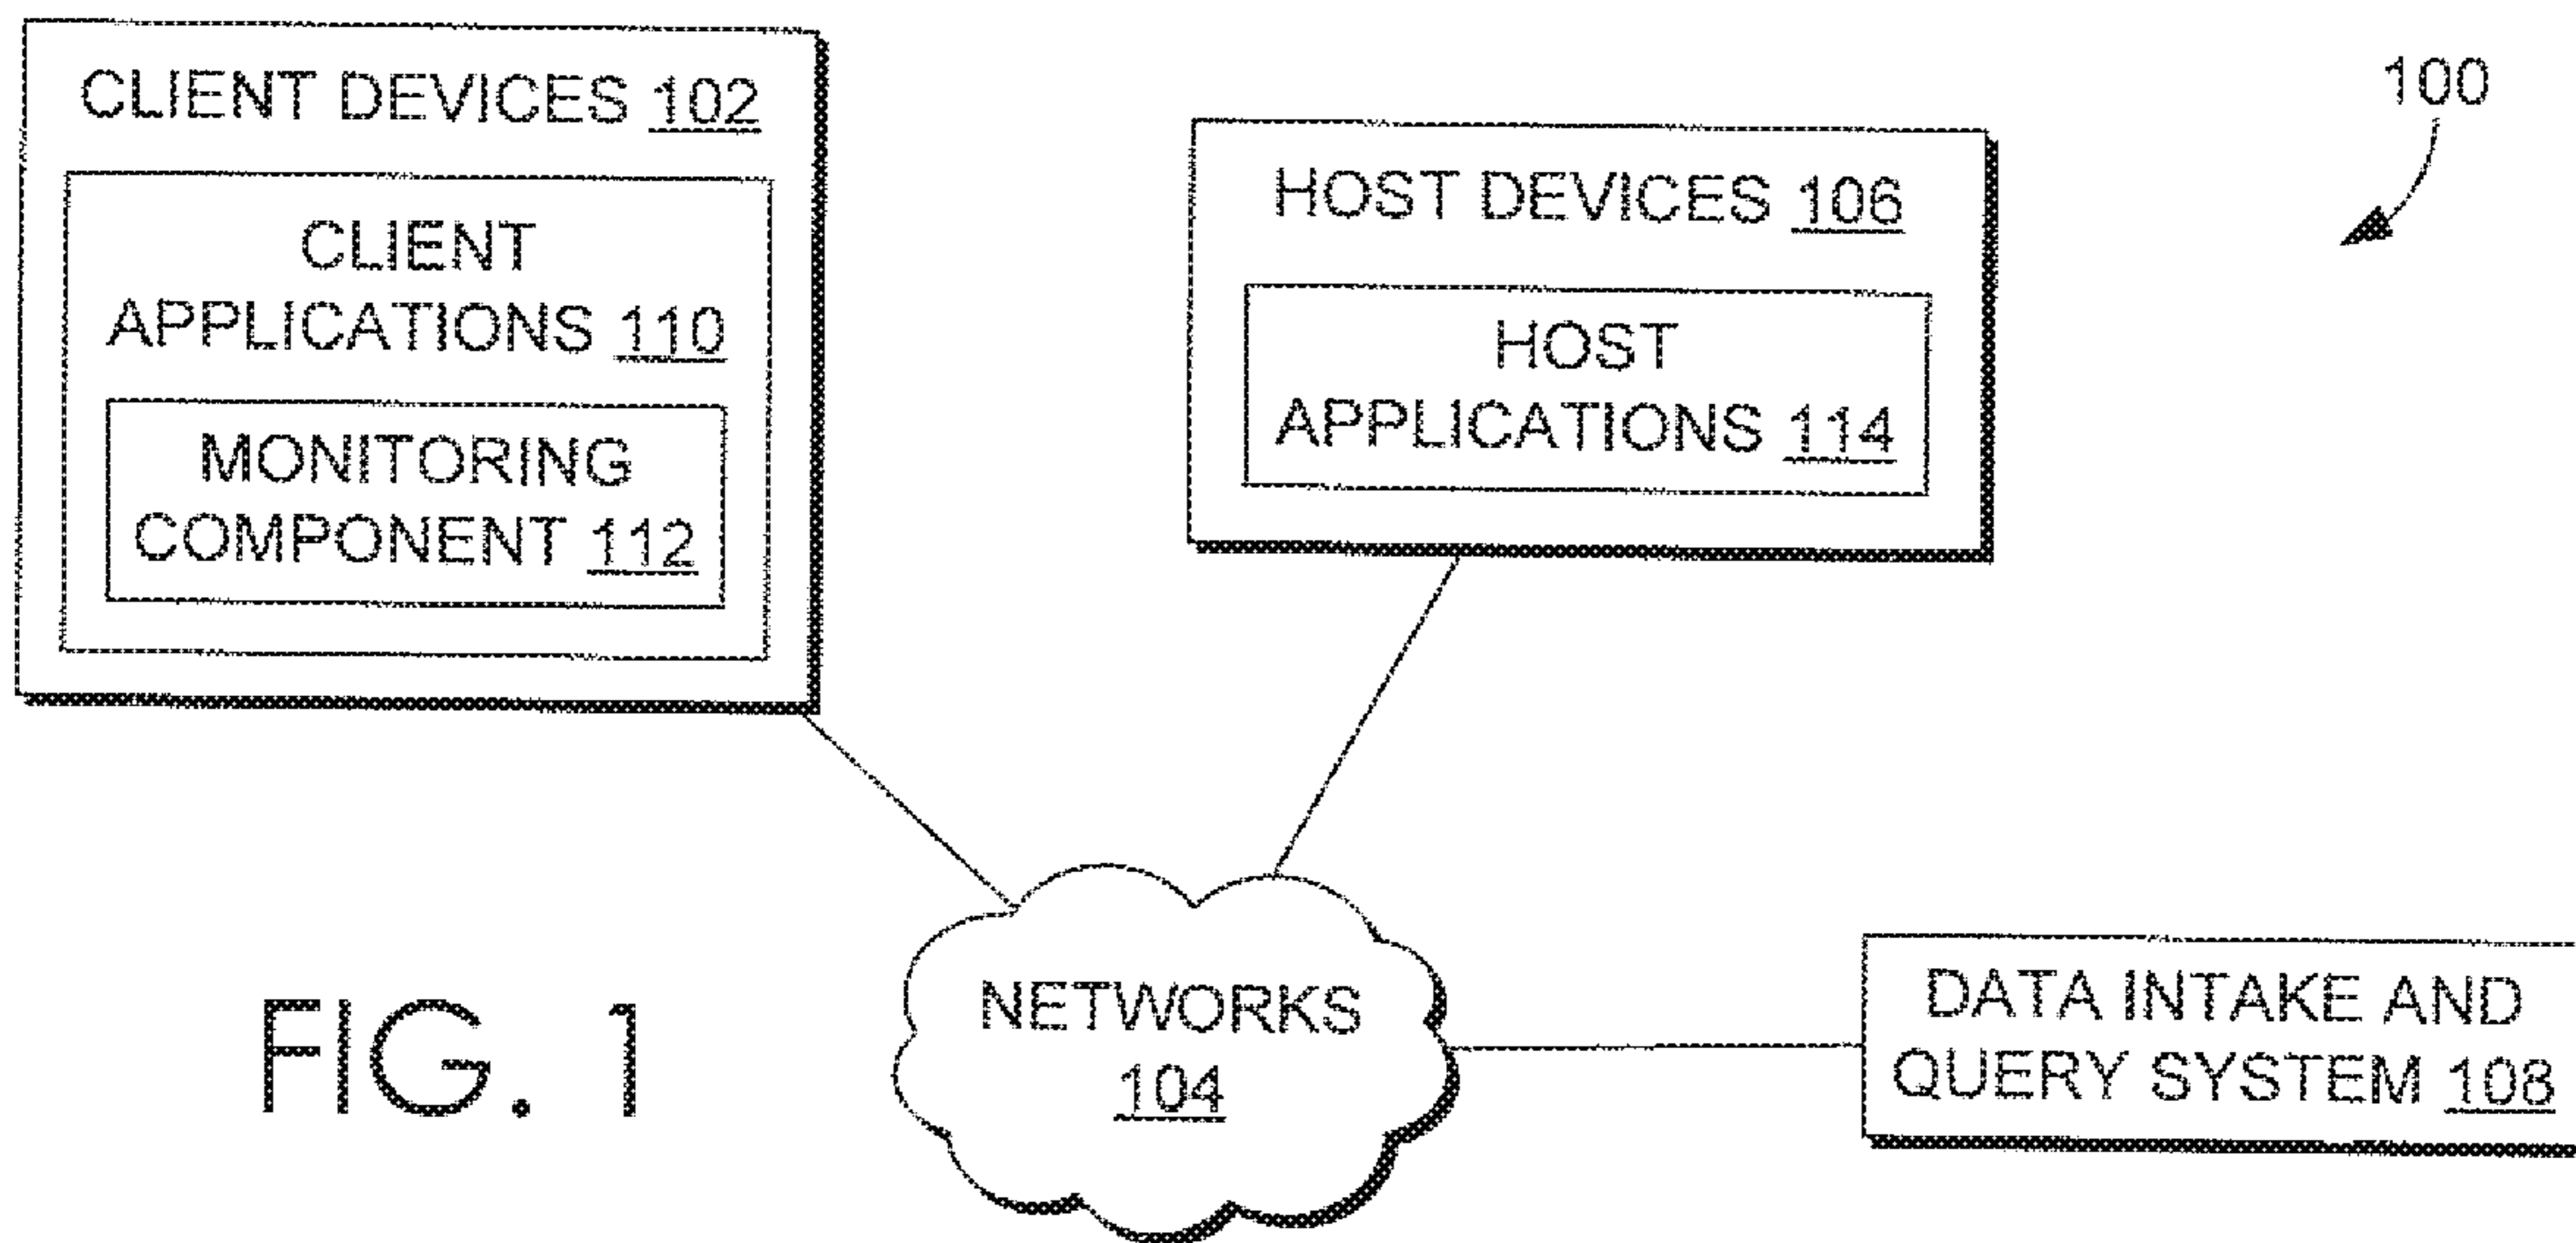 CLIENT DEVICES 102
CLIENT
APPLICATIONS 110
MONITORING
COMPONENT 112
HOST DEVICES 106
HOST
APPLICATIONS 114
100
NETWORKS
104
DATA INTAKE AND
QUERY SYSTEM 108
FIG. 1